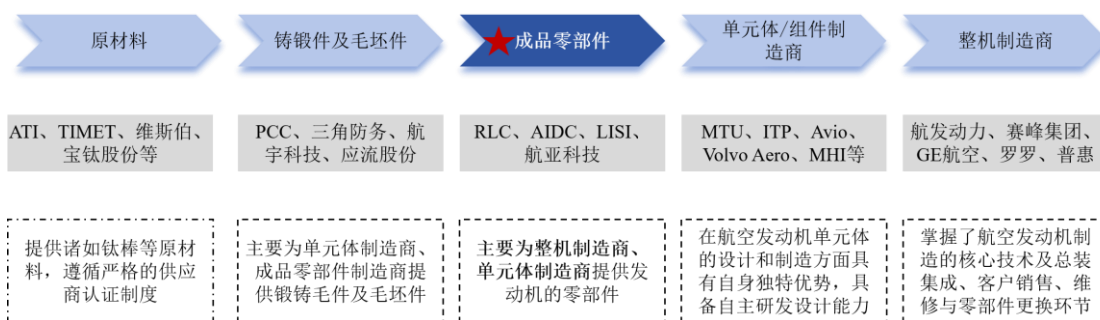 原材料
铸锻件及毛坯件
成品零部件
单元体/组件制
造商
整机制造商
ATI、TIMET、维斯伯、
宝钛股份等
PCC、三角防务、航
宇科技、应流股份
RLC、AIDC、LISI、
航亚科技
MTU、ITP、Avio、
Volvo Aero、MHI等
航发动力、赛峰集团、
GE航空、罗罗、普惠
提供诸如钛棒等原材
料，遵循严格的供应
商认证制度
主要为单元体制造商、
成品零部件制造商提
供锻铸毛件及毛坯件
主要为整机制造商、
单元体制造商提供发
动机的零部件
在航空发动机单元体
的设计和制造方面具
有自身独特优势，具
备自主研发设计能力
掌握了航空发动机制
造的核心技术及总装
集成、客户销售、维
修与零部件更换环节